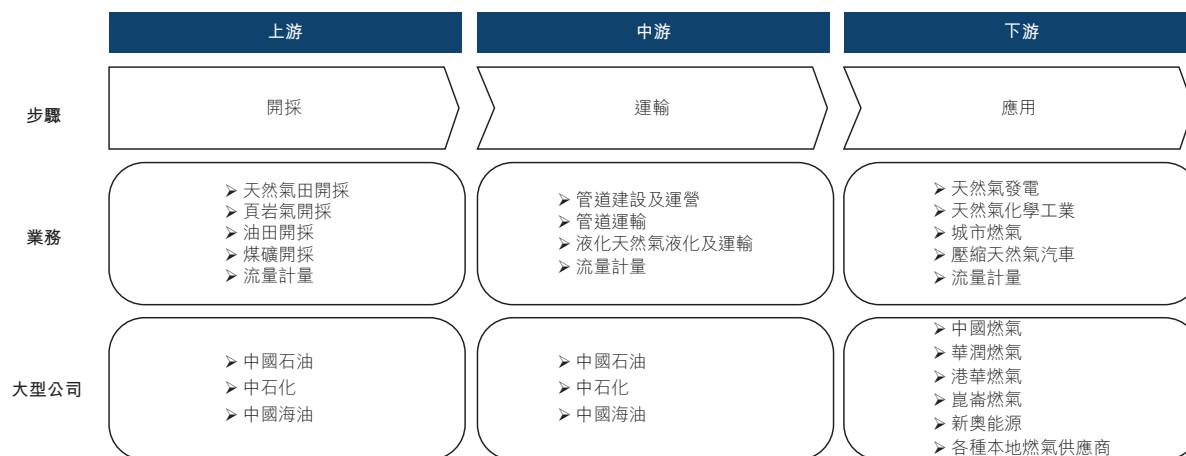 上游
中游
下游
步驟
開採
運輸
應用
業務
➢ 天然氣田開採
➢ 頁岩氣開採
➢ 油田開採
➢ 煤礦開採
➢ 流量計量
➢ 管道建設及運營
➢ 管道運輸
➢ 液化天然氣液化及運輸
➢ 流量計量
➢ 天然氣發電
➢ 天然氣化學工業
➢ 城市燃氣
➢ 壓縮天然氣汽車
➢ 流量計量
大型公司
➢ 中國石油
➢ 中石化
➢ 中國海油
➢ 中國石油
➢ 中石化
➢ 中國海油
➢ 中國燃氣
➢ 華潤燃氣
➢ 港華燃氣
➢ 崑崙燃氣
➢ 新奧能源
➢ 各種本地燃氣供應商